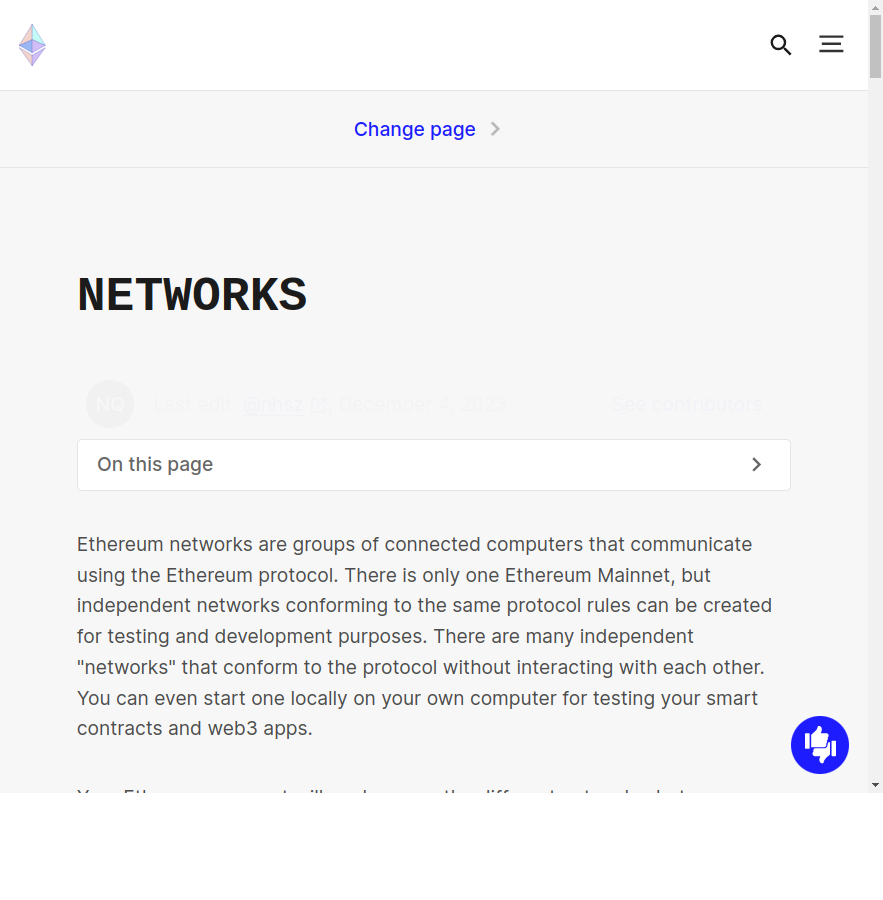 Change page
NETWORKS
NQ Last edit: @nhsz, December 4, 2023 See contributors
On this page
Ethereum networks are groups of connected computers that communicate
using the Ethereum protocol. There is only one Ethereum Mainnet, but
independent networks conforming to the same protocol rules can be created
for testing and development purposes. There are many independent
"networks" that conform to the protocol without interacting with each other.
You can even start one locally on your own computer for testing your smart
contracts and web3 apps.